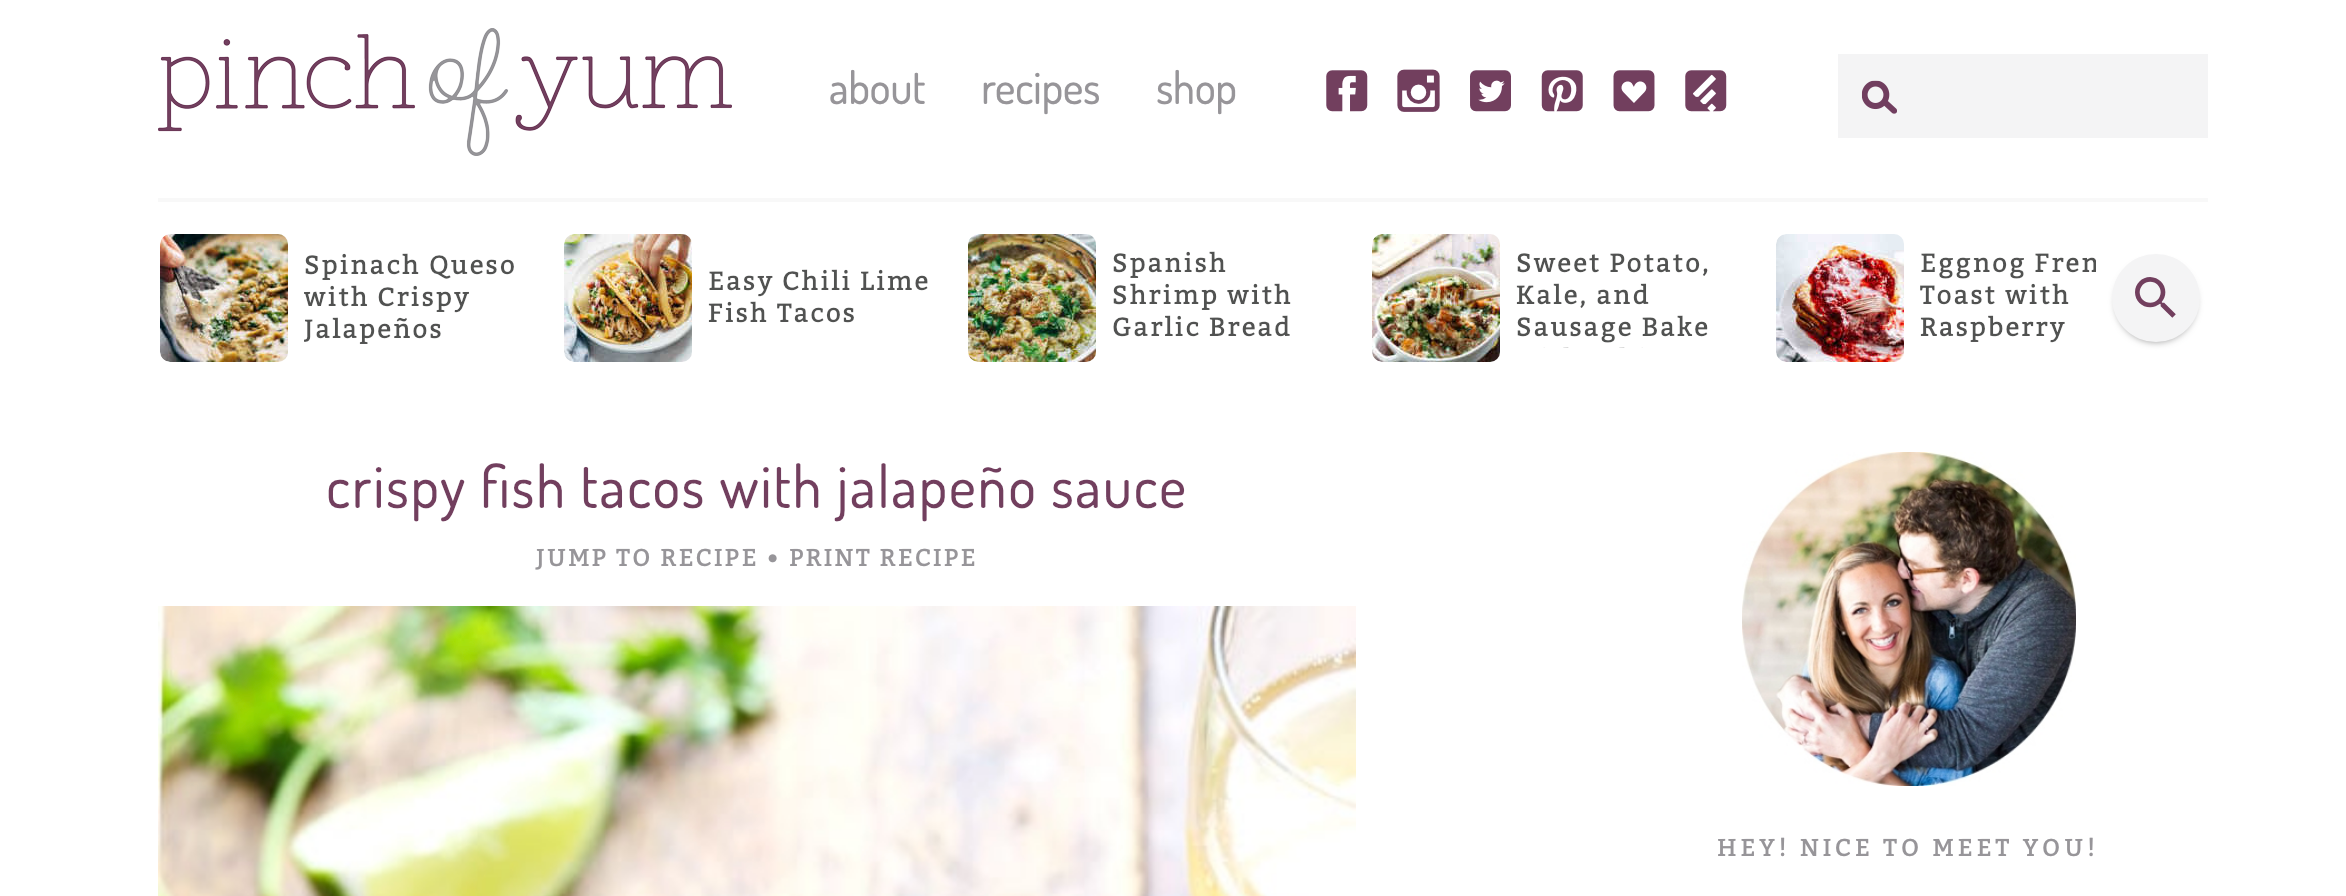 pinch of yum
about recipes shop
Spinach Queso
with Crispy
Jalapeños
Easy Chili Lime
Fish Tacos
Spanish
Shrimp with
Garlic Bread
Sweet Potato,
Kale, and
Sausage Bake
Eggnog Fren
Toast with
Raspberry
crispy fish tacos with jalapeño sauce
JUMP TO RECIPE • PRINT RECIPE
HEY! NICE TO MEET YOU!